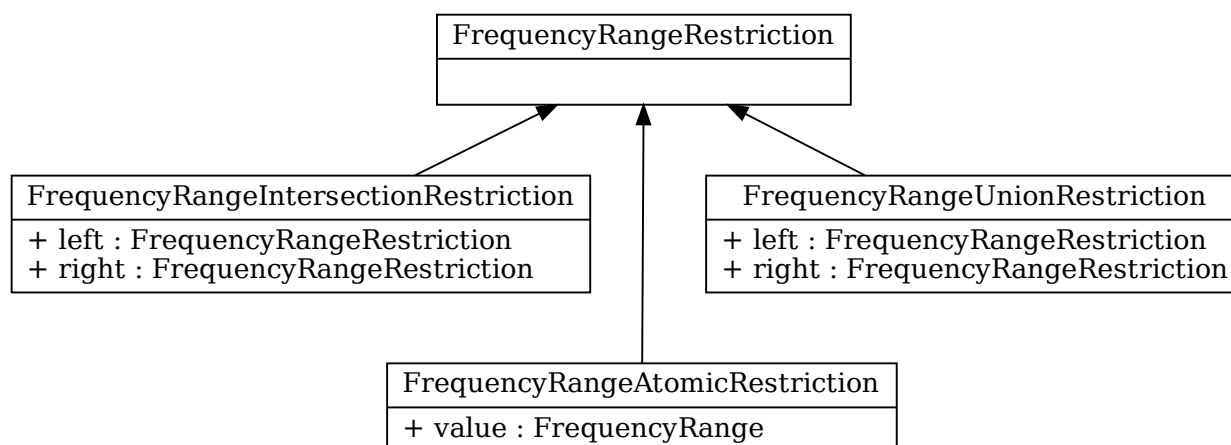 FrequencyRangeRestriction
FrequencyRangeIntersectionRestriction
+ left : FrequencyRangeRestriction
+ right : FrequencyRangeRestriction
FrequencyRangeUnionRestriction
+ left : FrequencyRangeRestriction
+ right : FrequencyRangeRestriction
FrequencyRangeAtomicRestriction
+ value : FrequencyRange